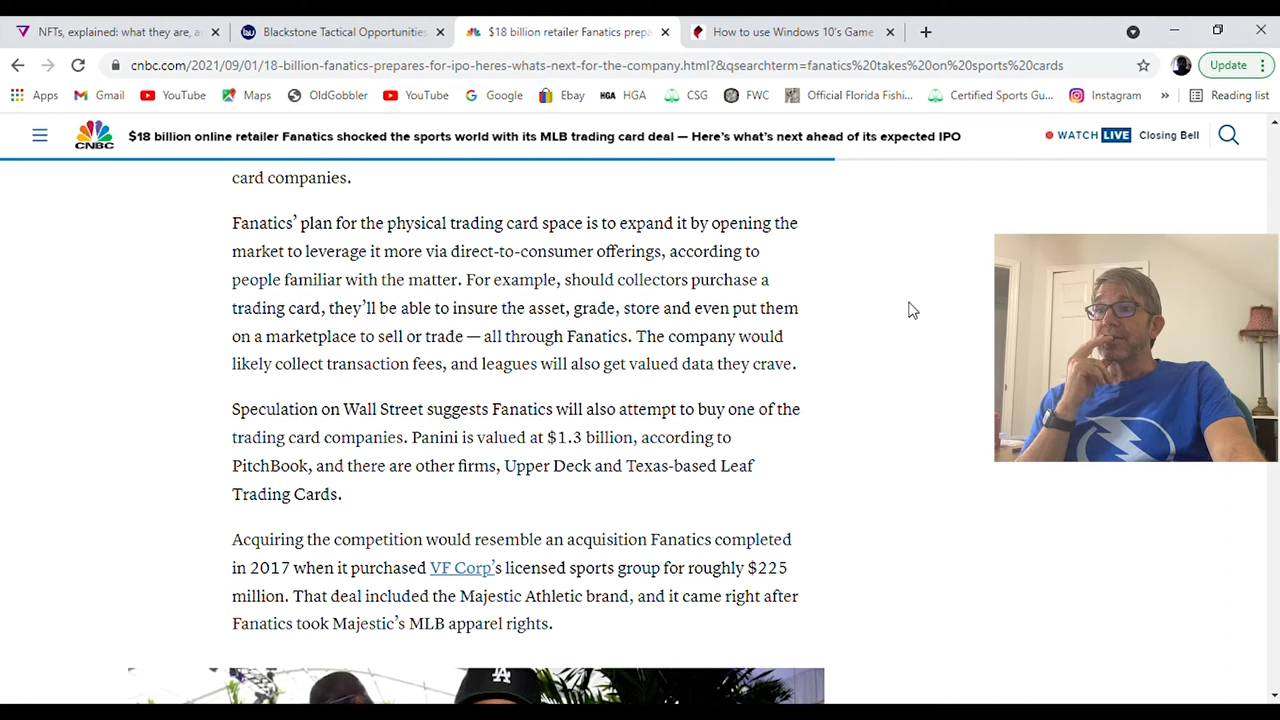 NFTs, explained: what they are, a
Blackstone Tactical Opportunities
$18 billion retailer Fanatics prepa
How to use Windows 10's Game
cnbc.com/2021/09/01/18-billion-fanatics-prepares-for-ipo-heres-whats-next-for-the-company.html?&qsearchterm=fanatics%20takes%20on%20sports%20cards
Update
Apps
Gmail
YouTube
Maps
OldGobbler
YouTube
Google
Ebay
HGA HGA
CSG
FWC
Official Florida Fishi...
Certified Sports Gu...
Instagram
»
Reading list
CNBC
$18 billion online retailer Fanatics shocked the sports world with its MLB trading card deal — Here's what's next ahead of its expected IPO
WATCH LIVE Closing Bell
card companies.
Fanatics’ plan for the physical trading card space is to expand it by opening the
market to leverage it more via direct-to-consumer offerings, according to
people familiar with the matter. For example, should collectors purchase a
trading card, they’ll be able to insure the asset, grade, store and even put them
on a marketplace to sell or trade — all through Fanatics. The company would
likely collect transaction fees, and leagues will also get valued data they crave.
Speculation on Wall Street suggests Fanatics will also attempt to buy one of the
trading card companies. Panini is valued at $1.3 billion, according to
PitchBook, and there are other firms, Upper Deck and Texas-based Leaf
Trading Cards.
Acquiring the competition would resemble an acquisition Fanatics completed
in 2017 when it purchased VF Corp’s licensed sports group for roughly $225
million. That deal included the Majestic Athletic brand, and it came right after
Fanatics took Majestic’s MLB apparel rights.
LA